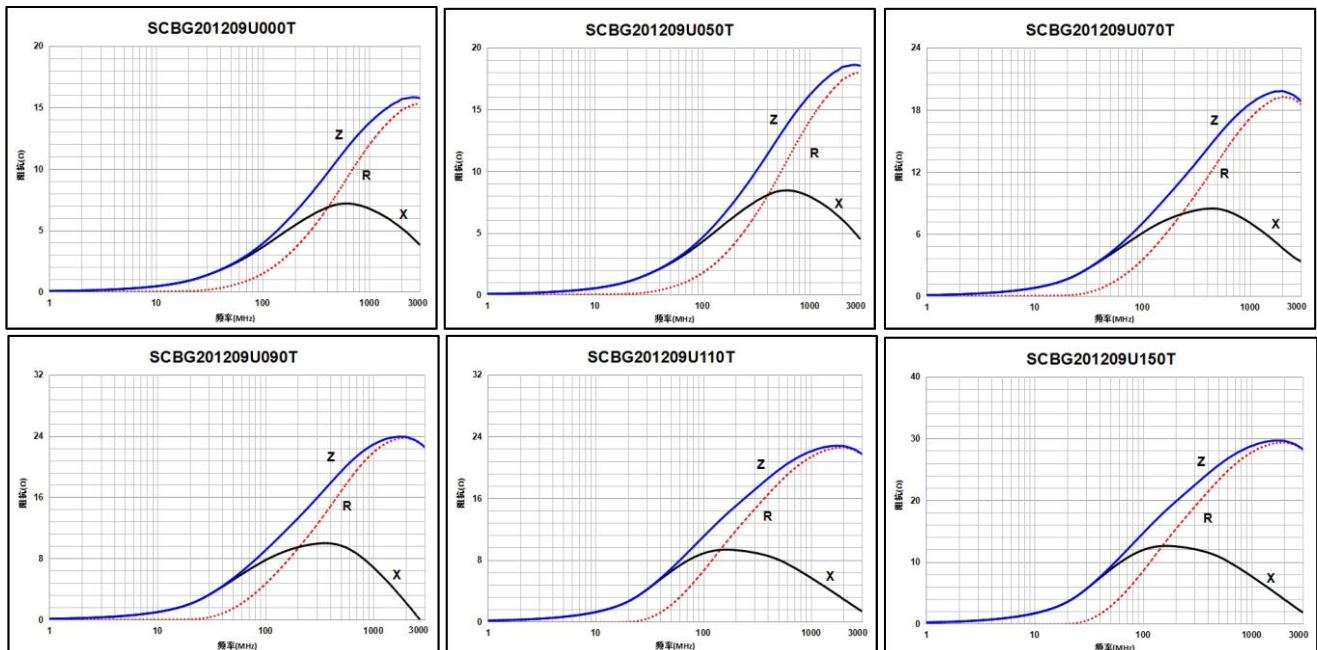 SCBG201209U000T
20
15
10
5
0
阻抗(Ω)
Z
R
X
1 10 100 1000 3000
频率(MHz)
SCBG201209U050T
20
15
10
5
0
阻抗(Ω)
Z
R
X
1 10 100 1000 3000
频率(MHz)
SCBG201209U070T
24
18
12
6
0
阻抗(Ω)
Z
R
X
1 10 100 1000 3000
频率(MHz)
SCBG201209U090T
32
24
16
8
0
阻抗(Ω)
Z
R
X
1 10 100 1000 3000
频率(MHz)
SCBG201209U110T
32
24
16
8
0
阻抗(Ω)
Z
R
X
1 10 100 1000 3000
频率(MHz)
SCBG201209U150T
40
30
20
10
0
阻抗(Ω)
Z
R
X
1 10 100 1000 3000
频率(MHz)